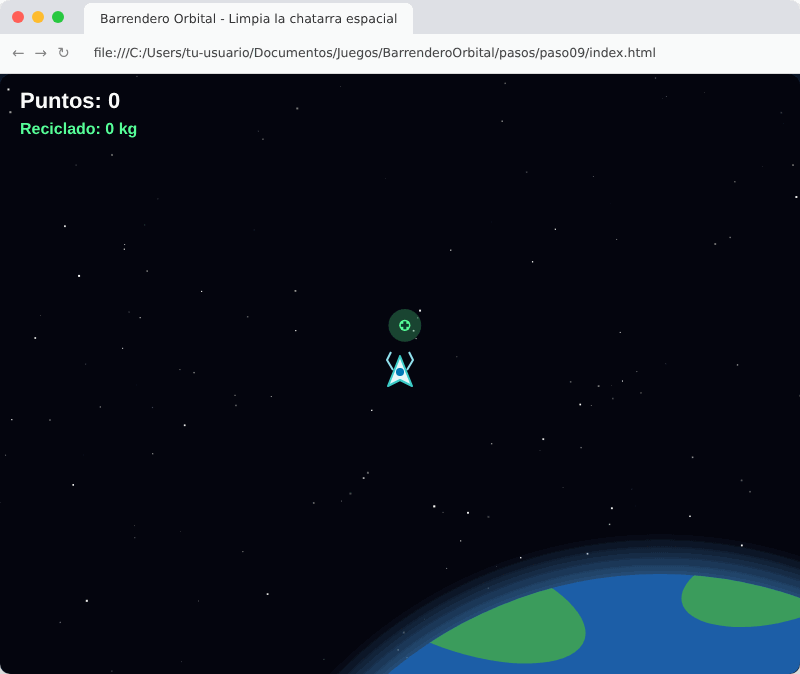 Barrendero Orbital - Limpia la chatarra espacial
file:///C:/Users/tu-usuario/Documentos/Juegos/BarrenderoOrbital/pasos/paso09/index.html
Puntos: 0
Reciclado: 0 kg